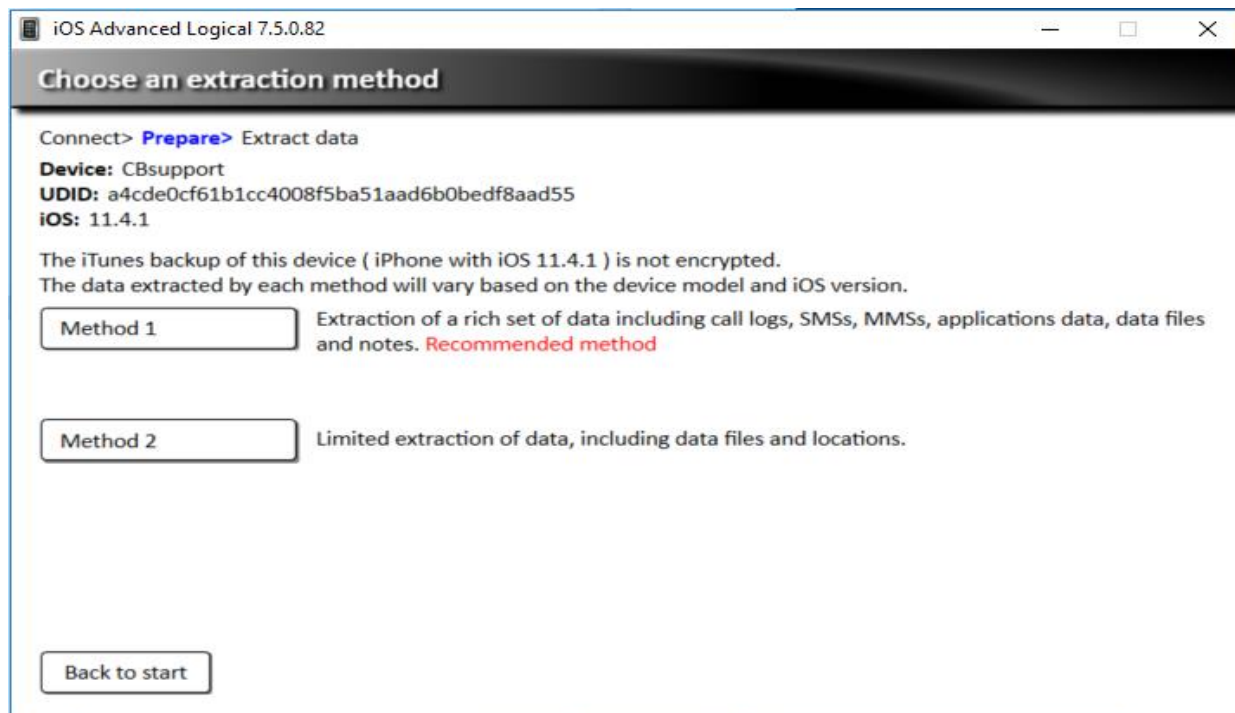 iOS Advanced Logical 7.5.0.82
Choose an extraction method
Connect> Prepare> Extract data
Device: CBsupport
UDID: a4cde0cf61b1cc4008f5ba51aad6b0bedf8aad55
iOS: 11.4.1
The iTunes backup of this device ( iPhone with iOS 11.4.1 ) is not encrypted.
The data extracted by each method will vary based on the device model and iOS version.
Method 1
Extraction of a rich set of data including call logs, SMSs, MMSs, applications data, data files
and notes. Recommended method
Method 2
Limited extraction of data, including data files and locations.
Back to start